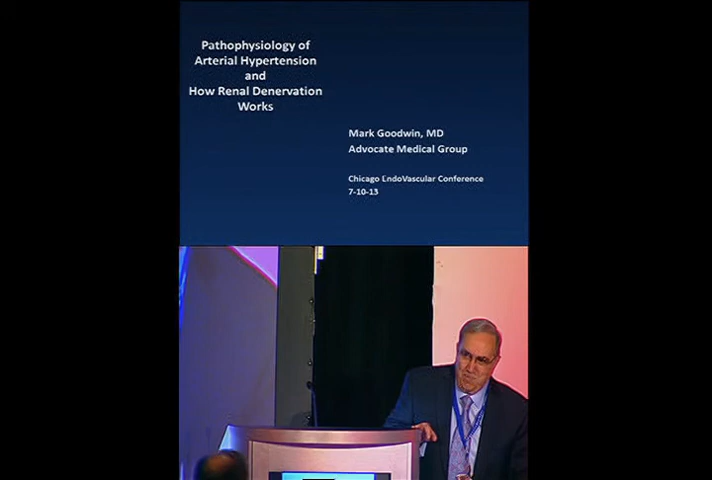 Pathophysiology of
Arterial Hypertension
and
How Renal Denervation
Works
Mark Goodwin, MD
Advocate Medical Group
Chicago EndoVascular Conference
7-10-13